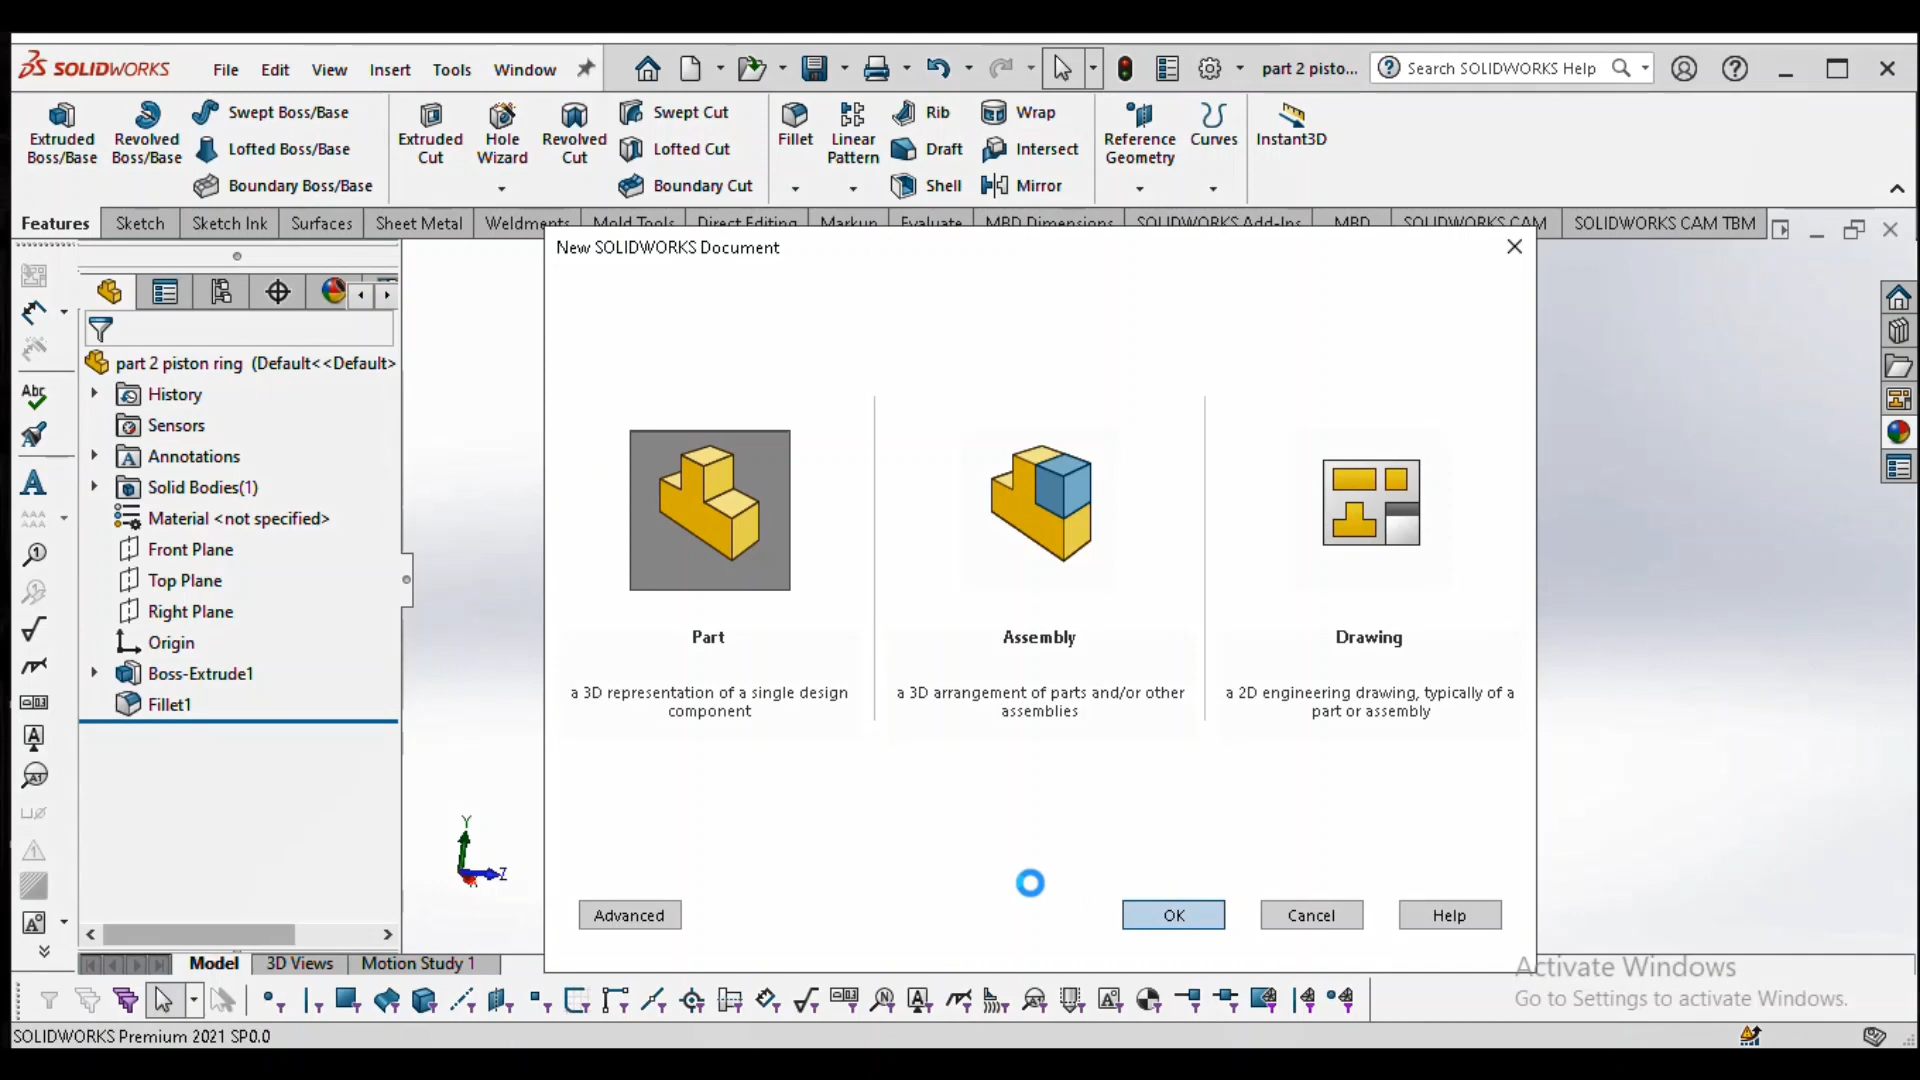 SOLIDWORKS
File
Edit
View
Insert
Tools
Window
part 2 pisto...
Search SOLIDWORKS Help
Extruded Boss/Base
Revolved Boss/Base
Swept Boss/Base
Lofted Boss/Base
Boundary Boss/Base
Extruded Cut
Hole Wizard
Revolved Cut
Swept Cut
Lofted Cut
Boundary Cut
Fillet
Linear Pattern
Rib
Draft
Shell
Wrap
Intersect
Mirror
Reference Geometry
Curves
Instant3D
Features
Sketch
Sketch Ink
Surfaces
Sheet Metal
Weldments
Mold Tools
Direct Editing
Markup
Evaluate
MBD Dimensions
SOLIDWORKS Add-Ins
MBD
SOLIDWORKS CAM
SOLIDWORKS CAM TBM
part 2 piston ring (Default<<Default>
History
Sensors
Annotations
Solid Bodies(1)
Material <not specified>
Front Plane
Top Plane
Right Plane
Origin
Boss-Extrude1
Fillet1
New SOLIDWORKS Document
Part
a 3D representation of a single design
component
Assembly
a 3D arrangement of parts and/or other
assemblies
Drawing
a 2D engineering drawing, typically of a
part or assembly
Y
Z
Advanced
OK
Cancel
Help
Model
3D Views
Motion Study 1
Activate Windows
Go to Settings to activate Windows.
SOLIDWORKS Premium 2021 SP0.0